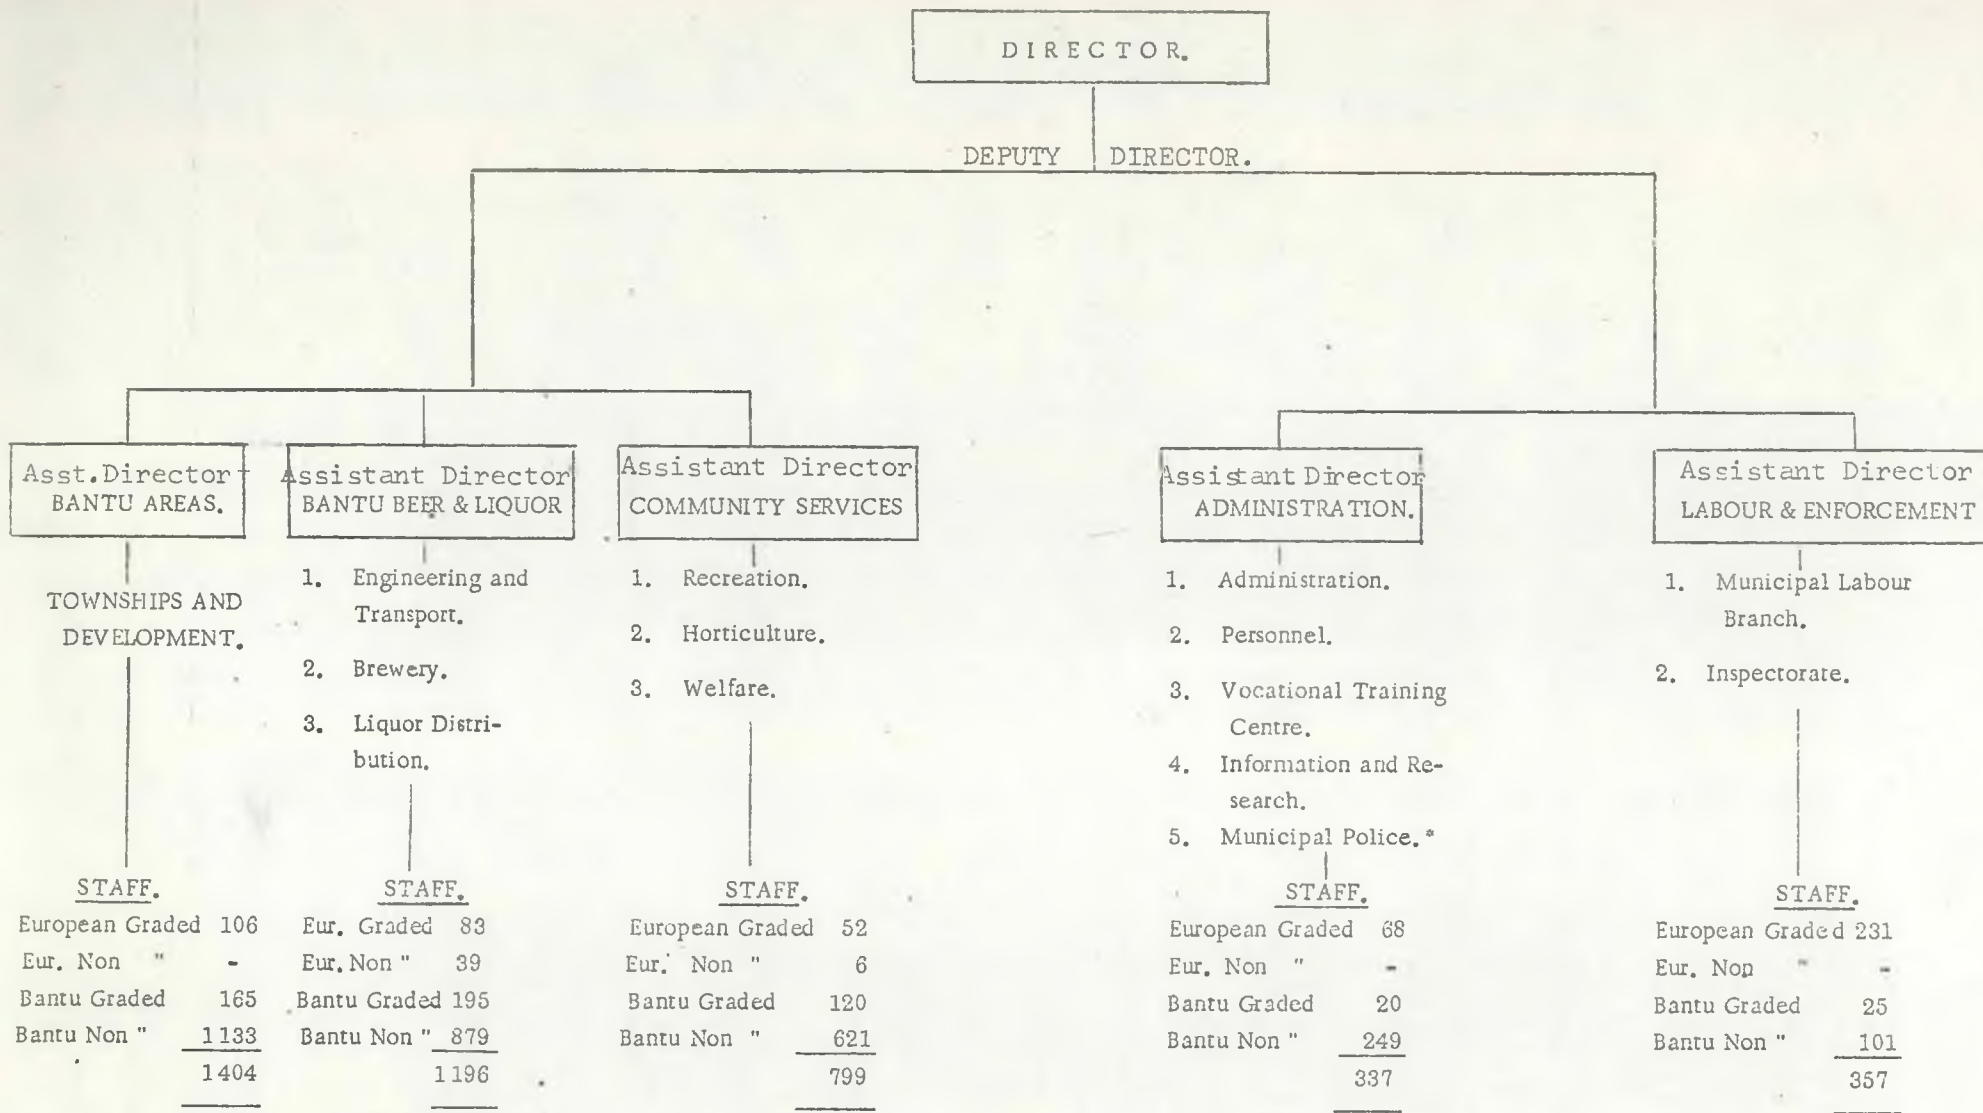 DIRECTOR.
DEPUTY DIRECTOR.
Asst. Director
BANTU AREAS.
TOWNSHIPS AND
DEVELOPMENT.
STAFF.
European Graded 106
Eur. Non " -
Bantu Graded 165
Bantu Non " 1133
1404
Assistant Director
BANTU BEER & LIQUOR
1. Engineering and
Transport.
2. Brewery.
3. Liquor Distri-
bution.
STAFF.
Eur. Graded 83
Eur. Non " 39
Bantu Graded 195
Bantu Non " 879
1196
Assistant Director
COMMUNITY SERVICES
1. Recreation.
2. Horticulture.
3. Welfare.
STAFF.
European Graded 52
Eur. Non " 6
Bantu Graded 120
Bantu Non " 621
799
Assistant Director
ADMINISTRATION.
1. Administration.
2. Personnel.
3. Vocational Training
Centre.
4. Information and Re-
search.
5. Municipal Police.*
STAFF.
European Graded 68
Eur. Non " -
Bantu Graded 20
Bantu Non " 249
337
Assistant Director
LABOUR & ENFORCEMENT
1. Municipal Labour
Branch.
2. Inspectorate.
STAFF.
European Graded 231
Eur. Non " -
Bantu Graded 25
Bantu Non " 101
357